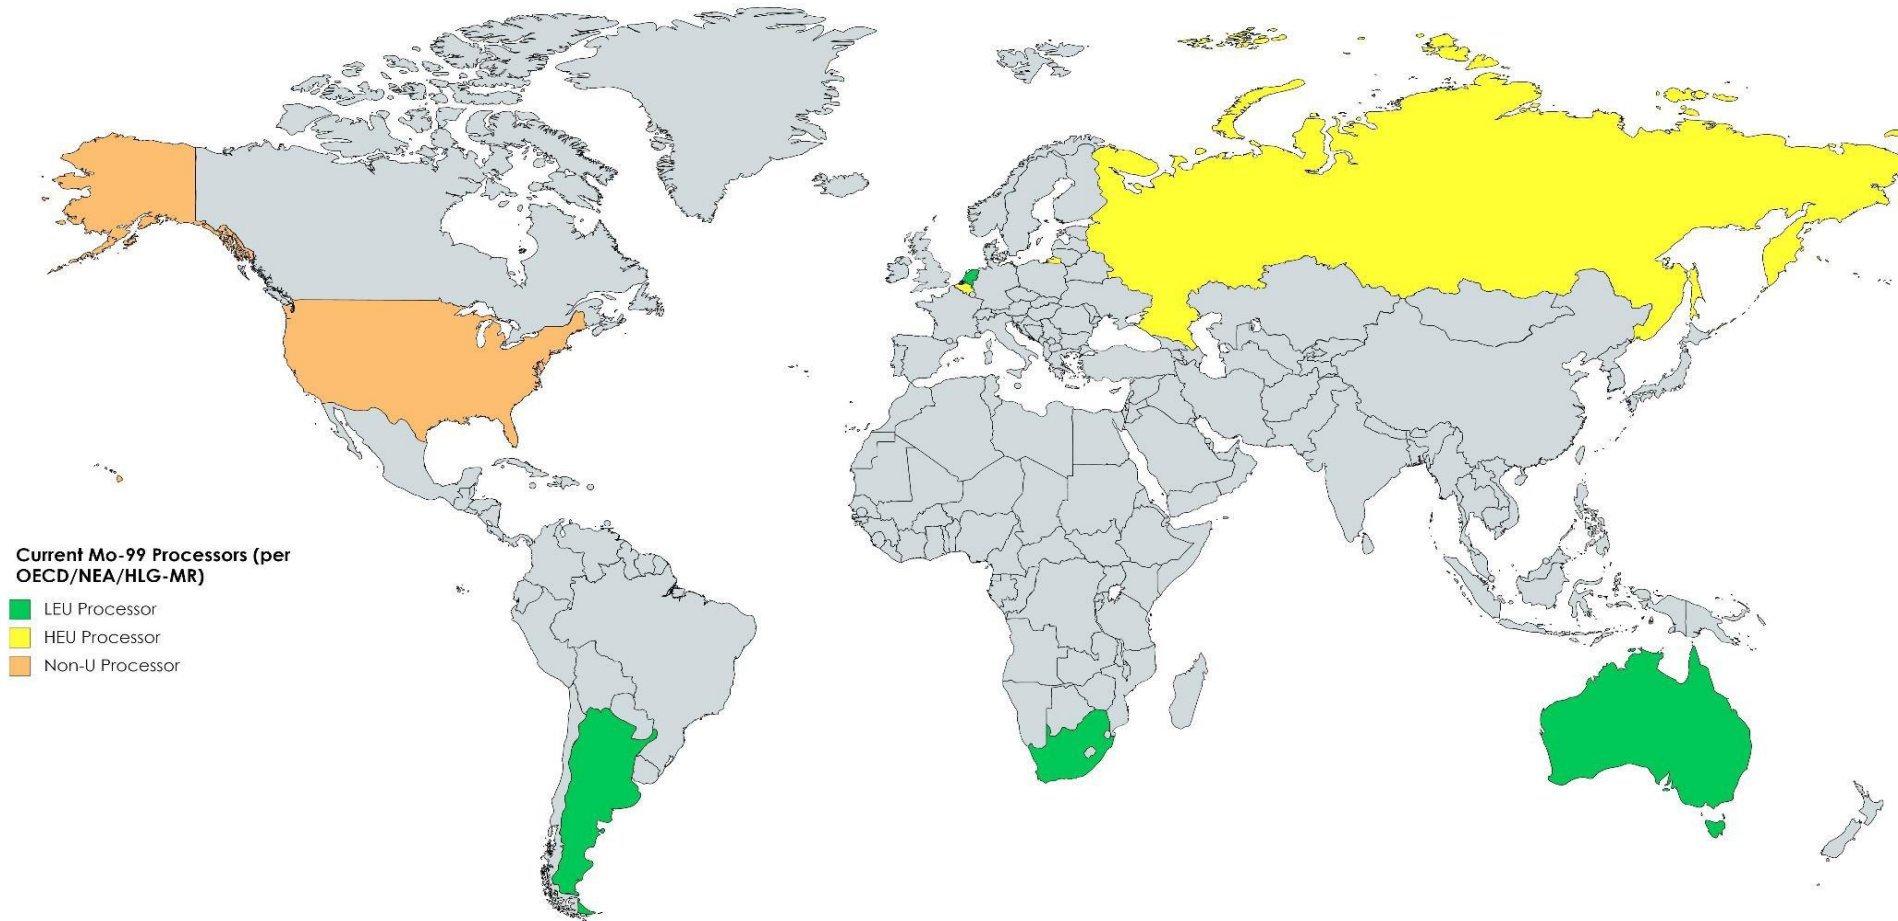 Current Mo-99 Processors (per
OECD/NEA/HLG-MR)
LEU Processor
HEU Processor
Non-U Processor